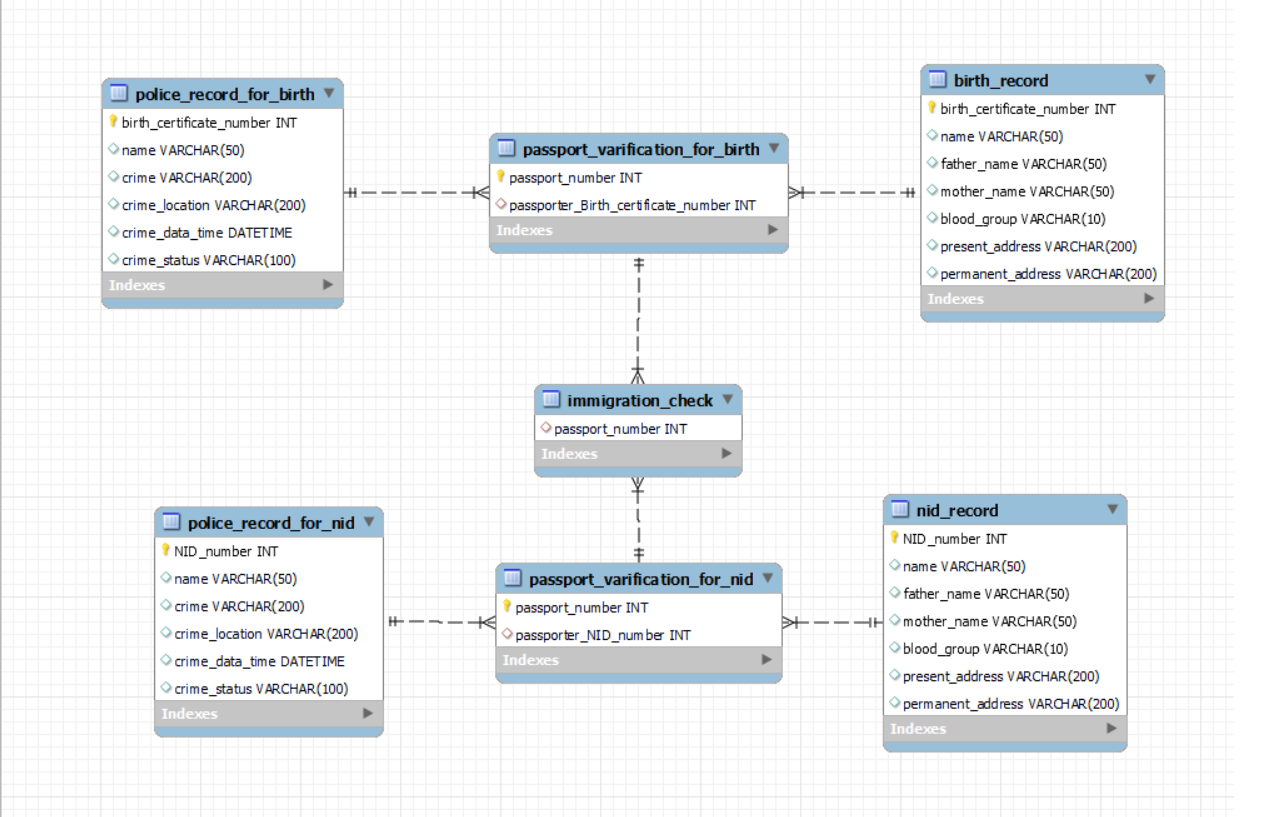 police_record_for_birth
birth_certificate_number INT
name VARCHAR(50)
crime VARCHAR(200)
crime_location VARCHAR(200)
crime_data_time DATETIME
crime_status VARCHAR(100)
Indexes
passport_varification_for_birth
passport_number INT
passporter_Birth_certificate_number INT
Indexes
birth_record
birth_certificate_number INT
name VARCHAR(50)
father_name VARCHAR(50)
mother_name VARCHAR(50)
blood_group VARCHAR(10)
present_address VARCHAR(200)
permanent_address VARCHAR(200)
Indexes
immigration_check
passport_number INT
Indexes
police_record_for_nid
NID_number INT
name VARCHAR(50)
crime VARCHAR(200)
crime_location VARCHAR(200)
crime_data_time DATETIME
crime_status VARCHAR(100)
Indexes
passport_varification_for_nid
passport_number INT
passporter_NID_number INT
Indexes
nid_record
NID_number INT
name VARCHAR(50)
father_name VARCHAR(50)
mother_name VARCHAR(50)
blood_group VARCHAR(10)
present_address VARCHAR(200)
permanent_address VARCHAR(200)
Indexes